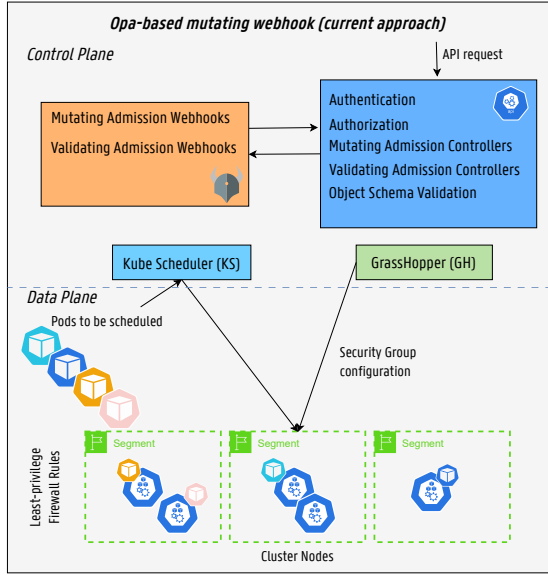 Opa-based mutating webhook (current approach)
Control Plane
API request
Mutating Admission Webhooks
Validating Admission Webhooks
Authentication
Authorization
Mutating Admission Controllers
Validating Admission Controllers
Object Schema Validation
Kube Scheduler (KS)
GrassHopper (GH)
Data Plane
Pods to be scheduled
Security Group
configuration
Least-privilege
Firewall Rules
Segment
Segment
Segment
Cluster Nodes